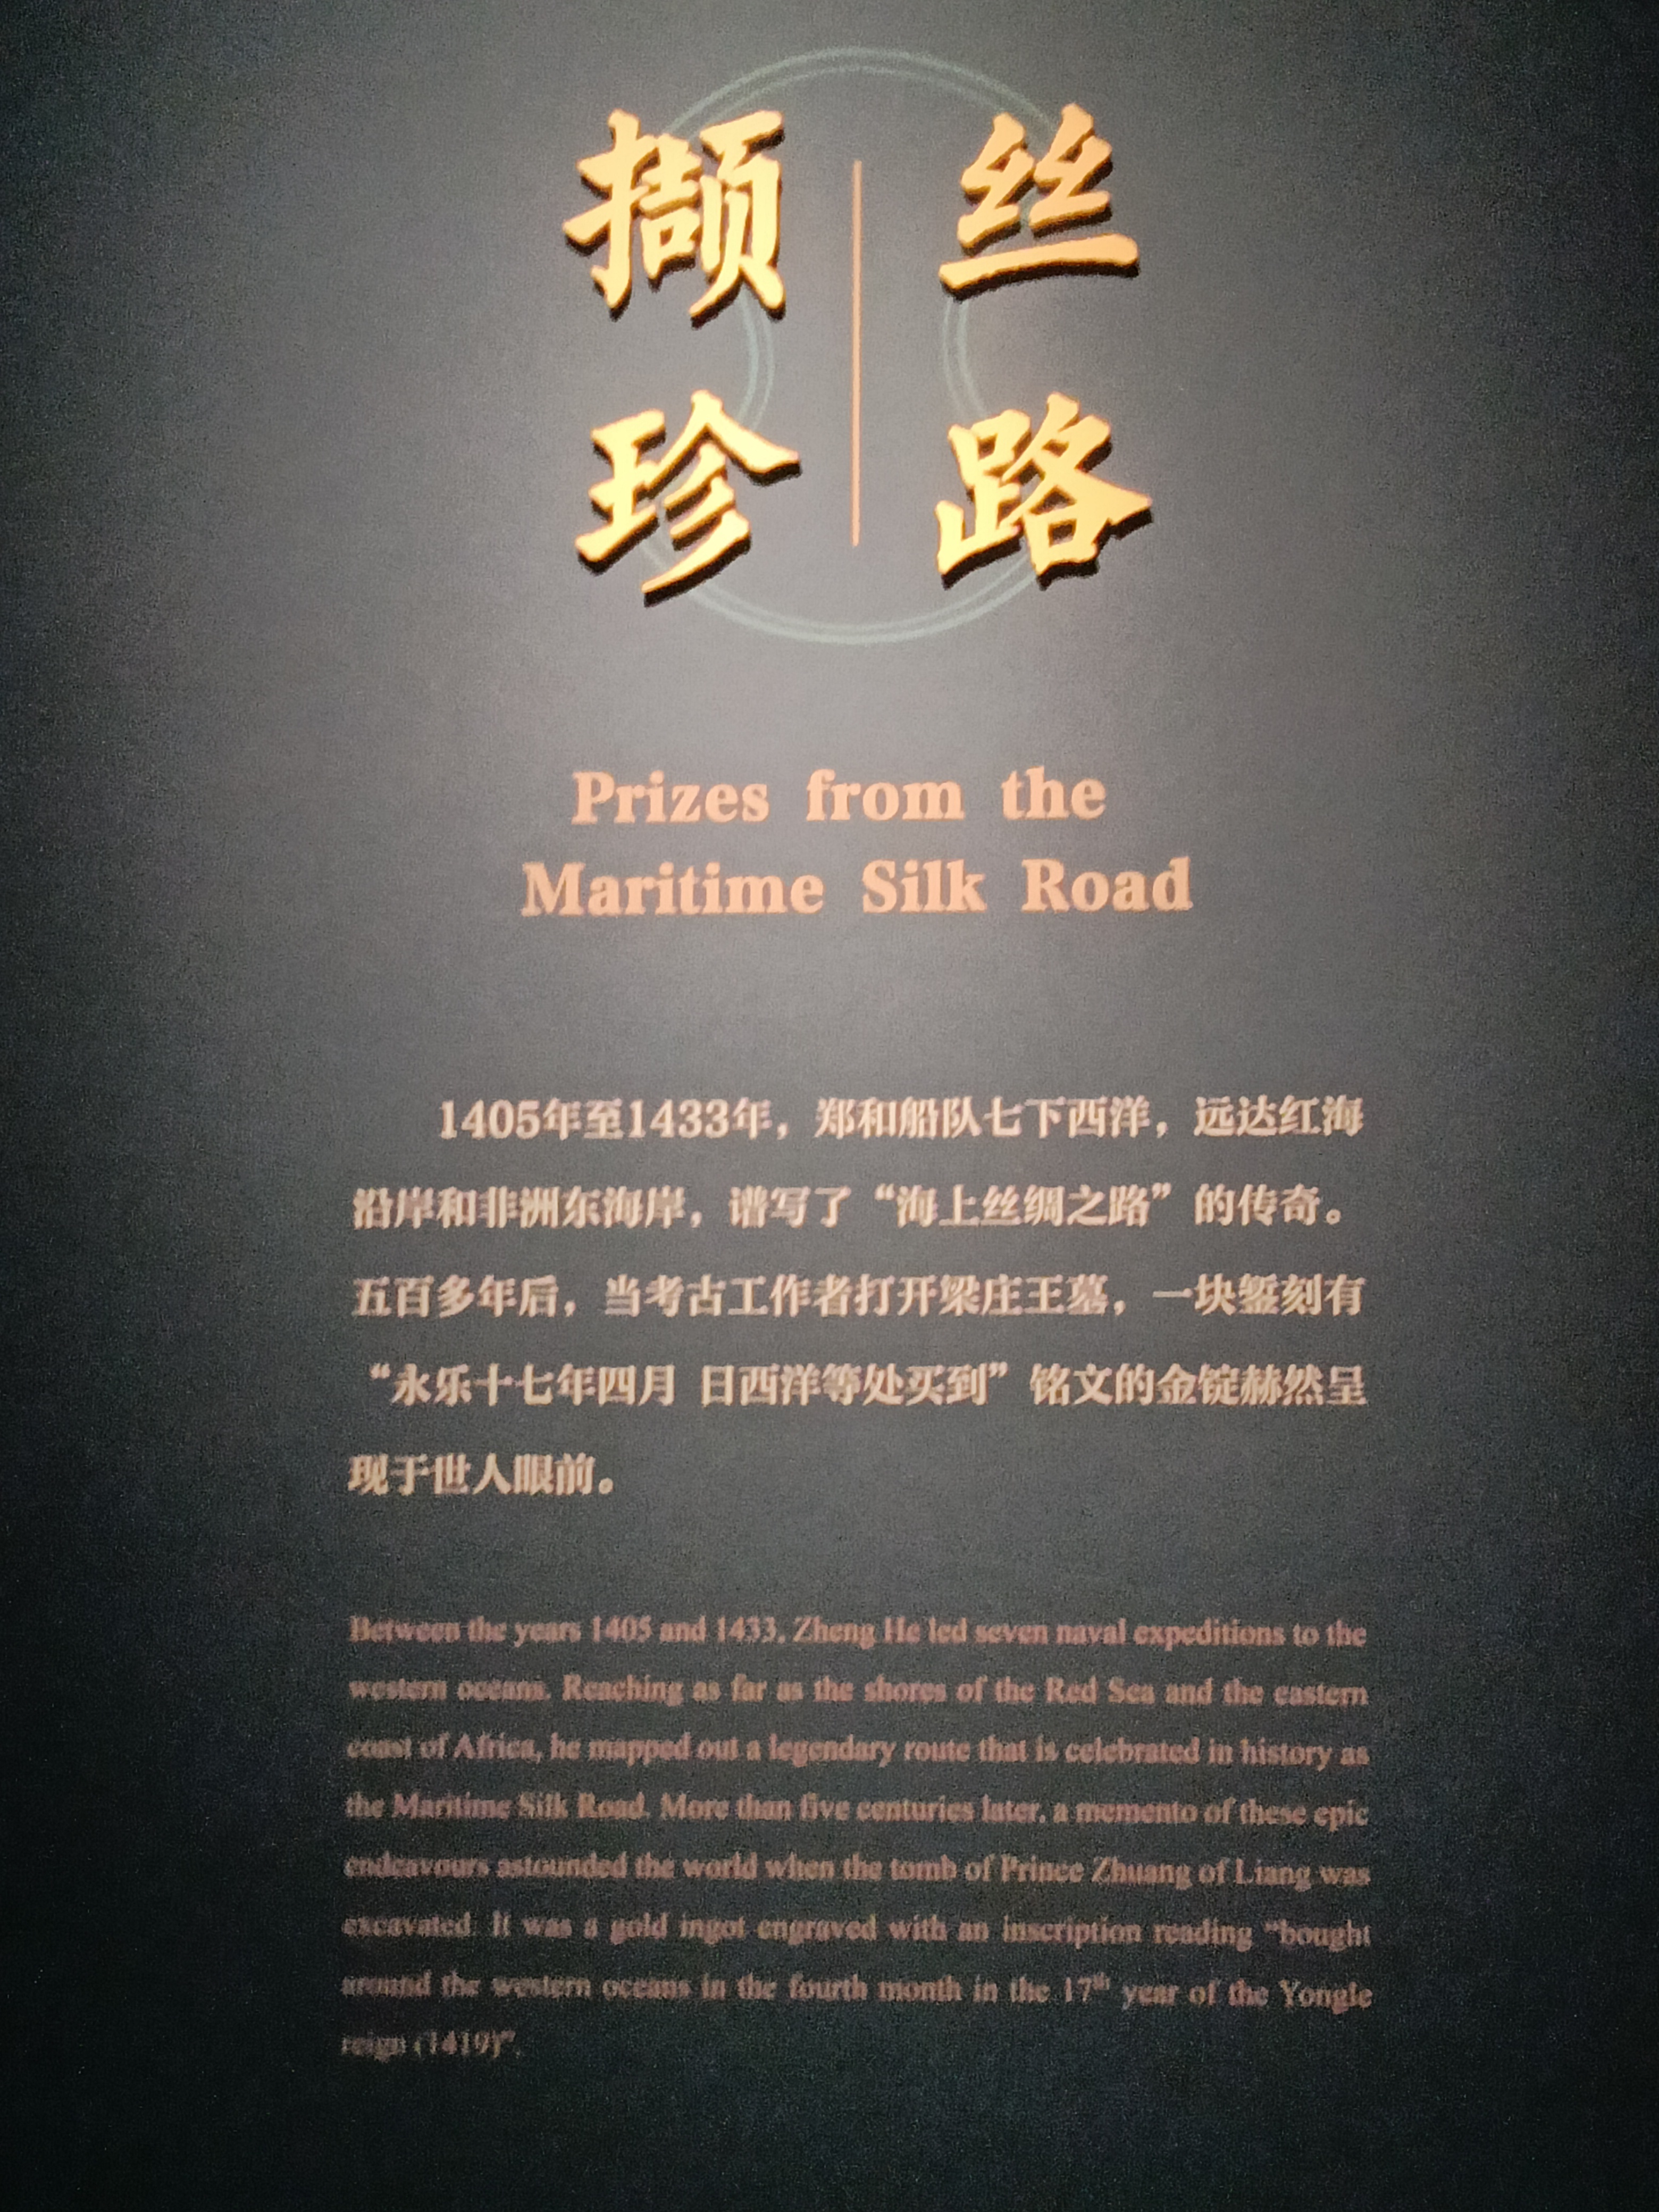 丝路
撷珍
Prizes from the
Maritime Silk Road
1405年至1433年，郑和船队七下西洋，远达红海
沿岸和非洲东海岸，谱写了“海上丝绸之路”的传奇。
五百多年后，当考古工作者打开梁庄王墓，一块錾刻有
“永乐十七年四月 日西洋等处买到”铭文的金锭赫然呈
现于世人眼前。
Between the years 1405 and 1433, Zheng He led seven naval expeditions to the
western oceans. Reaching as far as the shores of the Red Sea and the eastern
coast of Africa, he mapped out a legendary route that is celebrated in history as
the Maritime Silk Road. More than five centuries later, a memento of these epic
endeavours astounded the world when the tomb of Prince Zhuang of Liang was
excavated. It was a gold ingot engraved with an inscription reading “bought
around the western oceans in the fourth month in the 17th year of the Yongle
reign (1419)”.